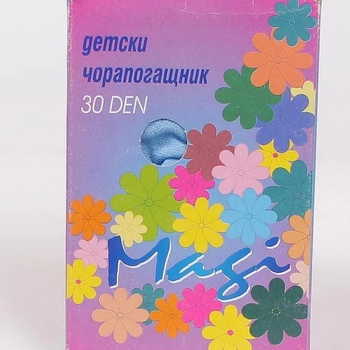 детски
чорапогащник
30 DEN
Magi